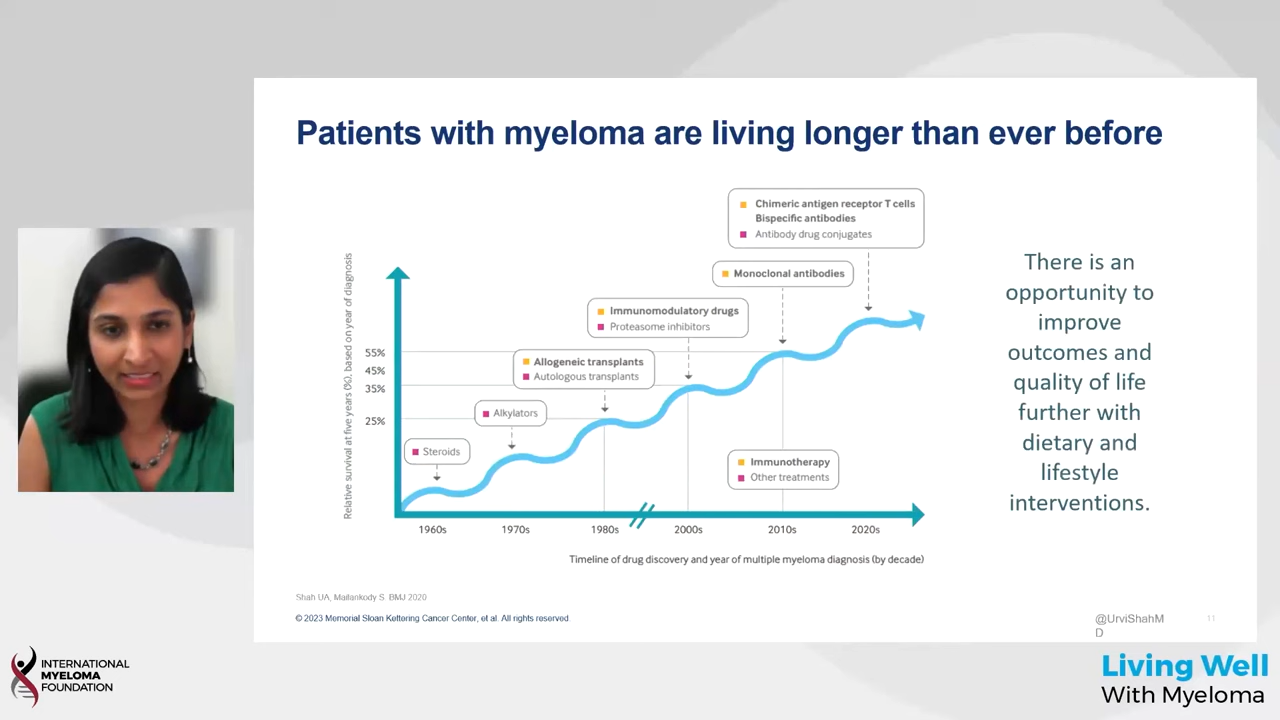 Patients with myeloma are living longer than ever before
Chimeric antigen receptor T cells
Bispecific antibodies
Antibody drug conjugates
Monoclonal antibodies
Immunomodulatory drugs
Proteasome inhibitors
Allogeneic transplants
Autologous transplants
Alkylators
Steroids
Immunotherapy
Other treatments
Relative survival at five years (%), based on year of diagnosis
55%
45%
35%
25%
1960s
1970s
1980s
2000s
2010s
2020s
Timeline of drug discovery and year of multiple myeloma diagnosis (by decade)
There is an
opportunity to
improve
outcomes and
quality of life
further with
dietary and
lifestyle
interventions.
Shah UA, Mailankody S. BMJ 2020
© 2023 Memorial Sloan Kettering Cancer Center, et al. All rights reserved.
@UrviShahM
D
11
INTERNATIONAL
MYELOMA
FOUNDATION
Living Well
With Myeloma